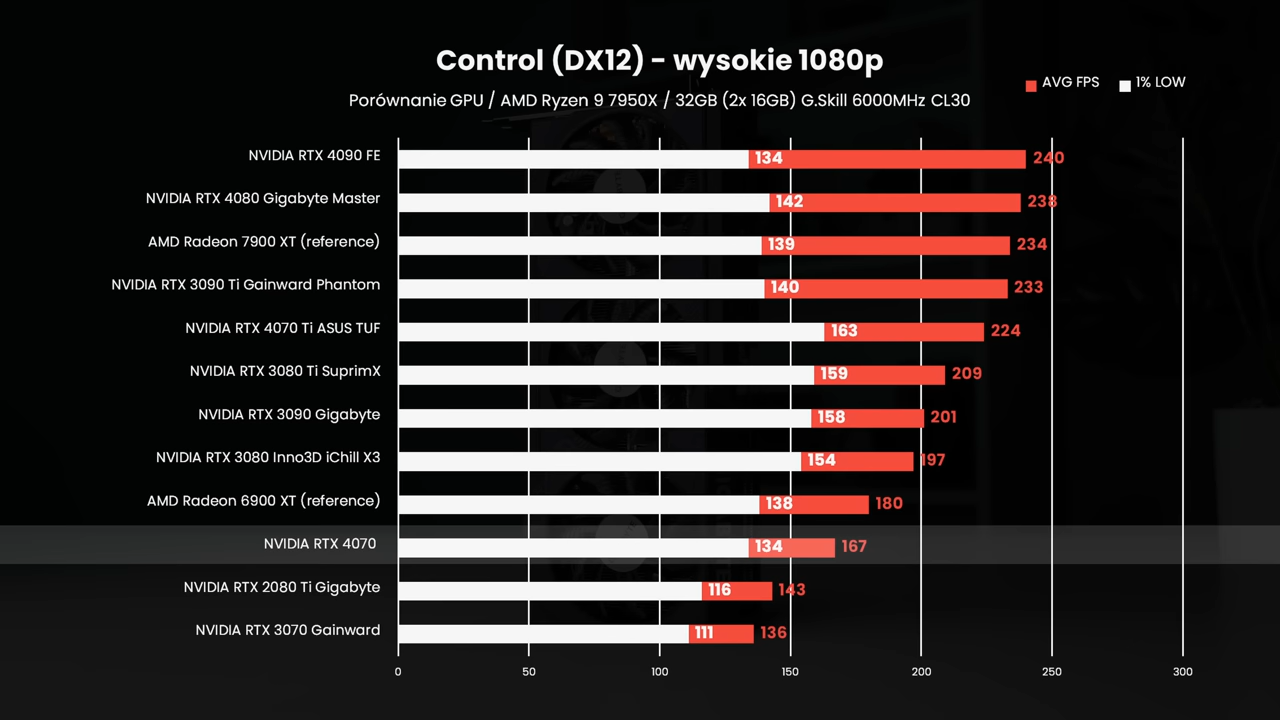 Control (DX12) - wysokie 1080p
Porównanie GPU / AMD Ryzen 9 7950X / 32GB (2x 16GB) G.Skill 6000MHz CL30
AVG FPS 1% LOW
NVIDIA RTX 4090 FE 134 240
NVIDIA RTX 4080 Gigabyte Master 142 238
AMD Radeon 7900 XT (reference) 139 234
NVIDIA RTX 3090 Ti Gainward Phantom 140 233
NVIDIA RTX 4070 Ti ASUS TUF 163 224
NVIDIA RTX 3080 Ti SuprimX 159 209
NVIDIA RTX 3090 Gigabyte 158 201
NVIDIA RTX 3080 Inno3D iChill X3 154 197
AMD Radeon 6900 XT (reference) 138 180
NVIDIA RTX 4070 134 167
NVIDIA RTX 2080 Ti Gigabyte 116 143
NVIDIA RTX 3070 Gainward 111 136
0 50 100 150 200 250 300